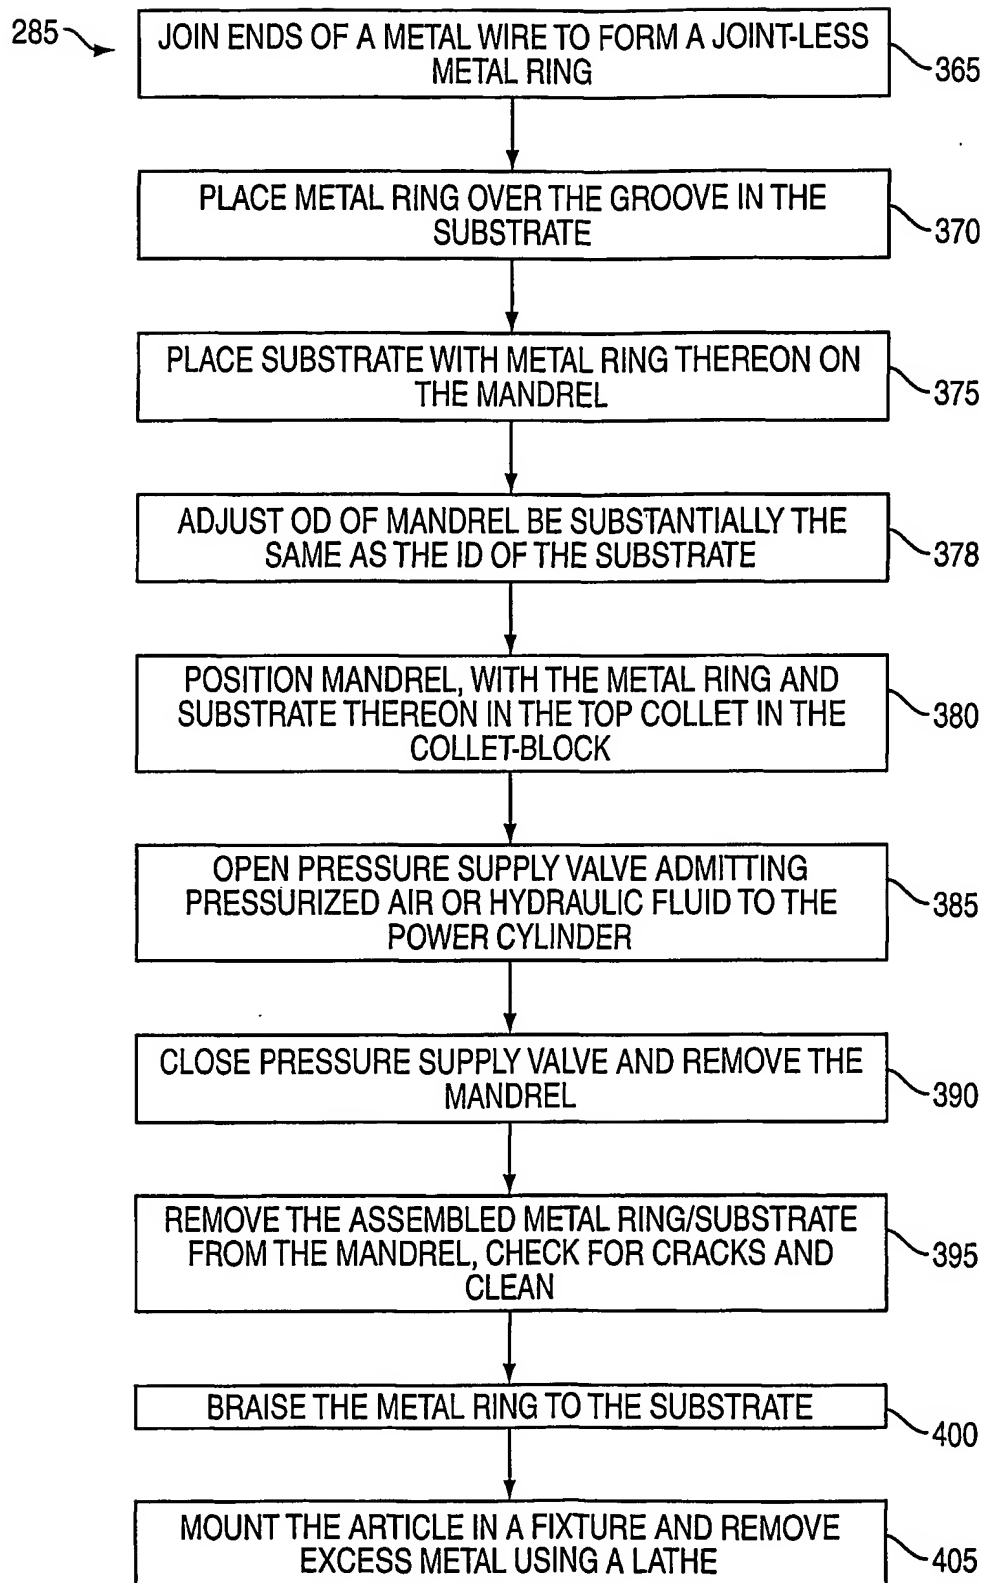 285
JOIN ENDS OF A METAL WIRE TO FORM A JOINT-LESS
METAL RING
365
PLACE METAL RING OVER THE GROOVE IN THE
SUBSTRATE
370
PLACE SUBSTRATE WITH METAL RING THEREON ON
THE MANDREL
375
ADJUST OD OF MANDREL BE SUBSTANTIALLY THE
SAME AS THE ID OF THE SUBSTRATE
378
POSITION MANDREL, WITH THE METAL RING AND
SUBSTRATE THEREON IN THE TOP COLLET IN THE
COLLET-BLOCK
380
OPEN PRESSURE SUPPLY VALVE ADMITTING
PRESSURIZED AIR OR HYDRAULIC FLUID TO THE
POWER CYLINDER
385
CLOSE PRESSURE SUPPLY VALVE AND REMOVE THE
MANDREL
390
REMOVE THE ASSEMBLED METAL RING/SUBSTRATE
FROM THE MANDREL, CHECK FOR CRACKS AND
CLEAN
395
BRAISE THE METAL RING TO THE SUBSTRATE
400
MOUNT THE ARTICLE IN A FIXTURE AND REMOVE
EXCESS METAL USING A LATHE
405